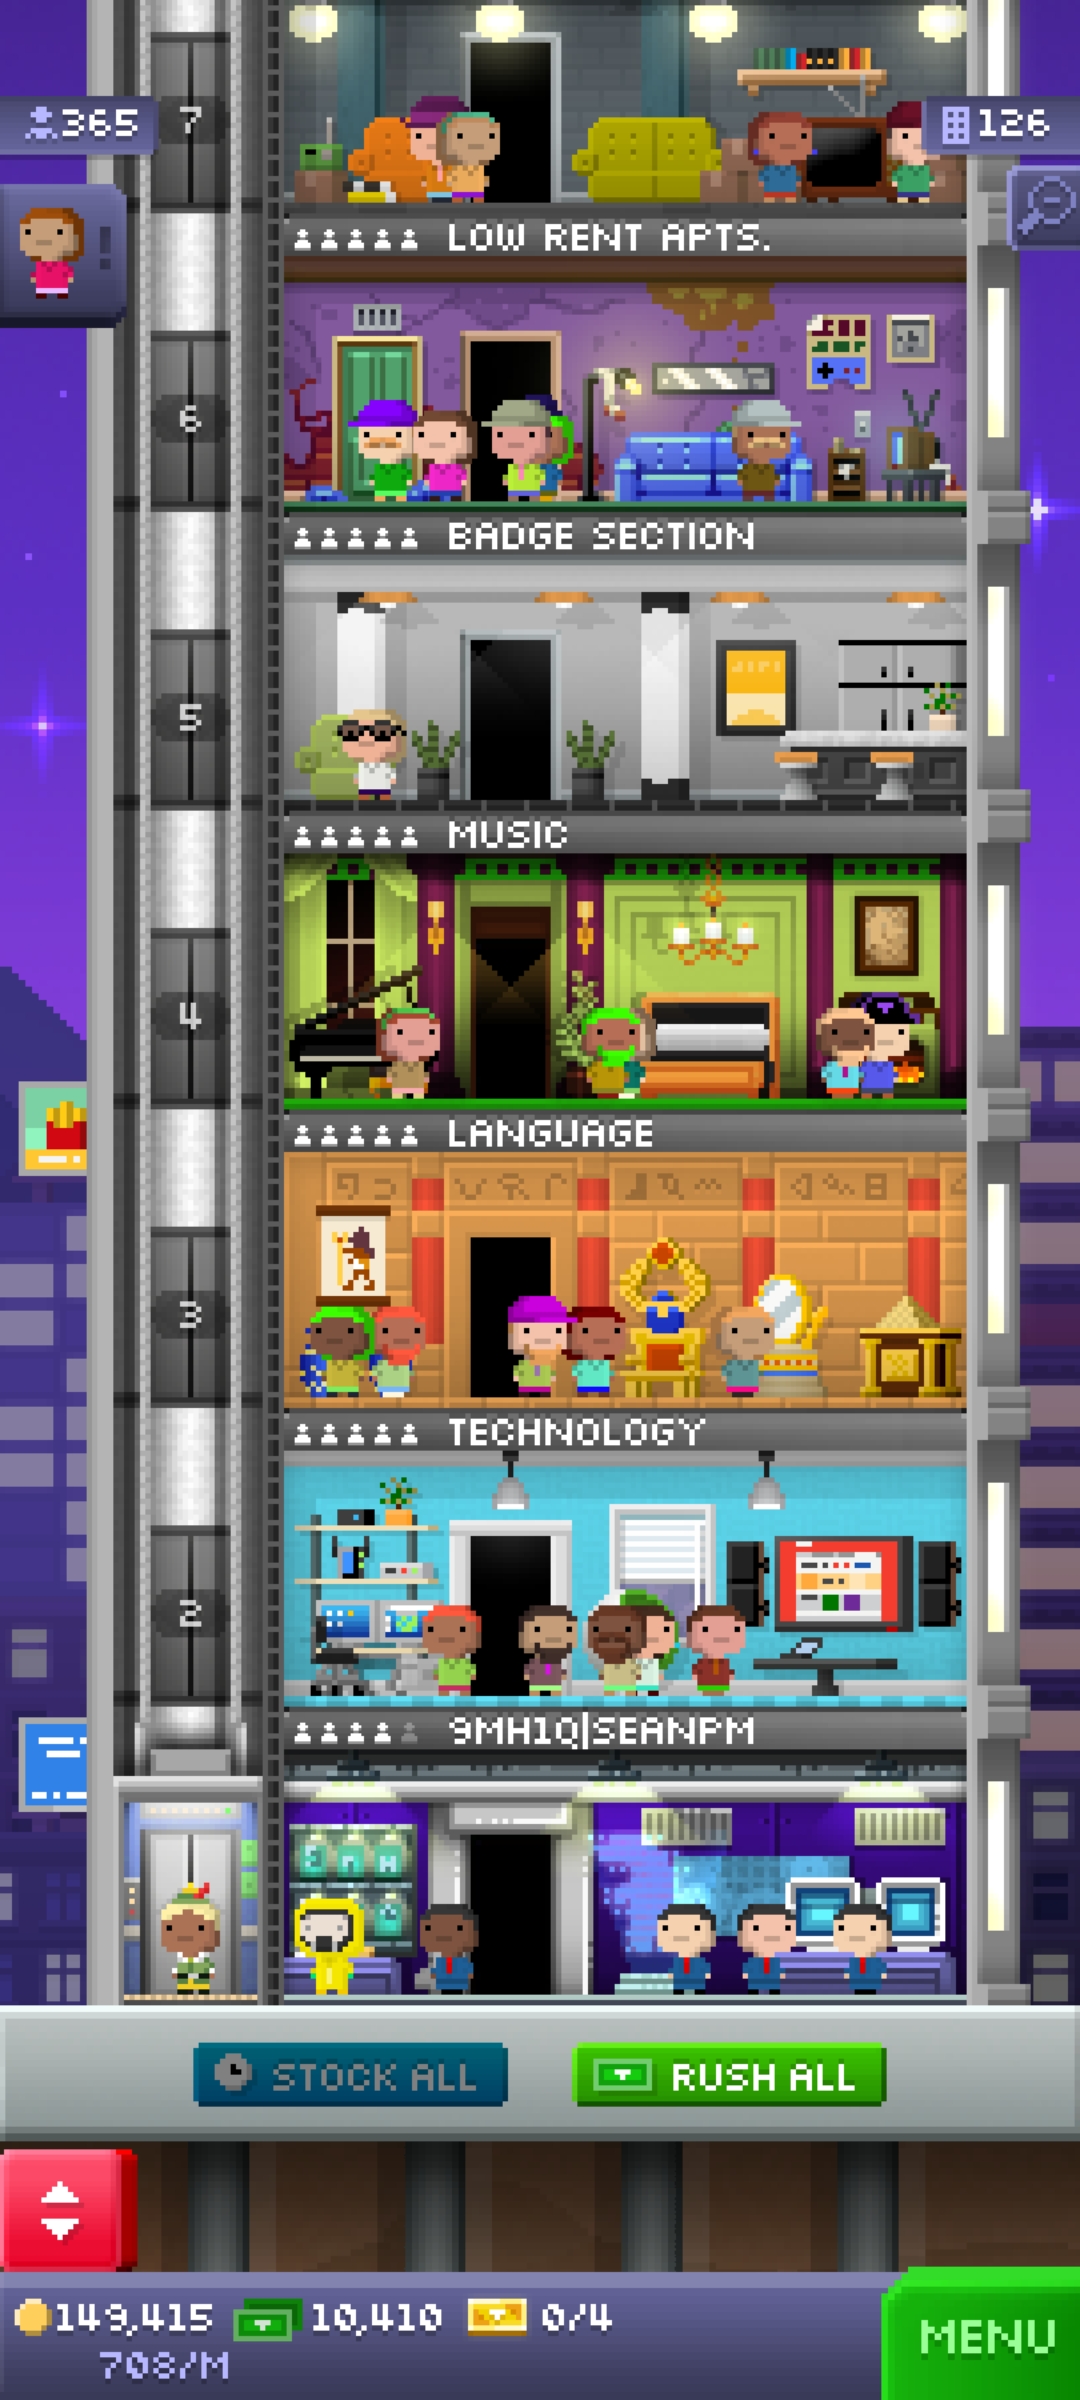 7
365
126
LOW RENT APTS.
6
BADGE SECTION
5
MUSIC
4
LANGUAGE
3
TECHNOLOGY
2
9MH1Q|SEANPM
STOCK ALL
RUSH ALL
149,415
10,410
0/4
708/M
MENU